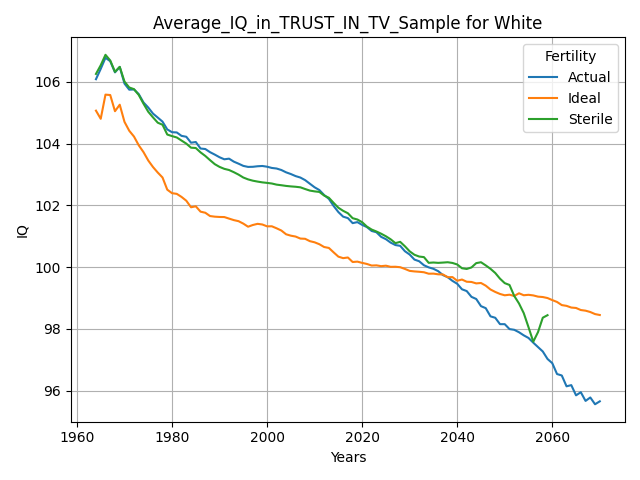 Average_IQ_in_TRUST_IN_TV_Sample for White
IQ
106
104
102
100
98
96
Fertility
Actual
Ideal
Sterile
1960
1980
2000
2020
2040
2060
Years